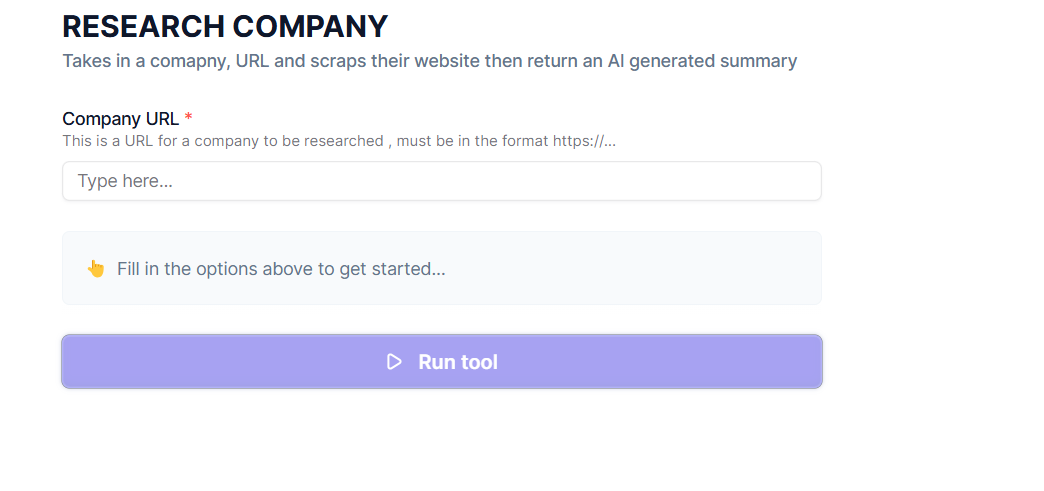 RESEARCH COMPANY
Takes in a comapny, URL and scraps their website then return an AI generated summary
Company URL *
This is a URL for a company to be researched , must be in the format https://...
Type here...
Fill in the options above to get started...
Run tool